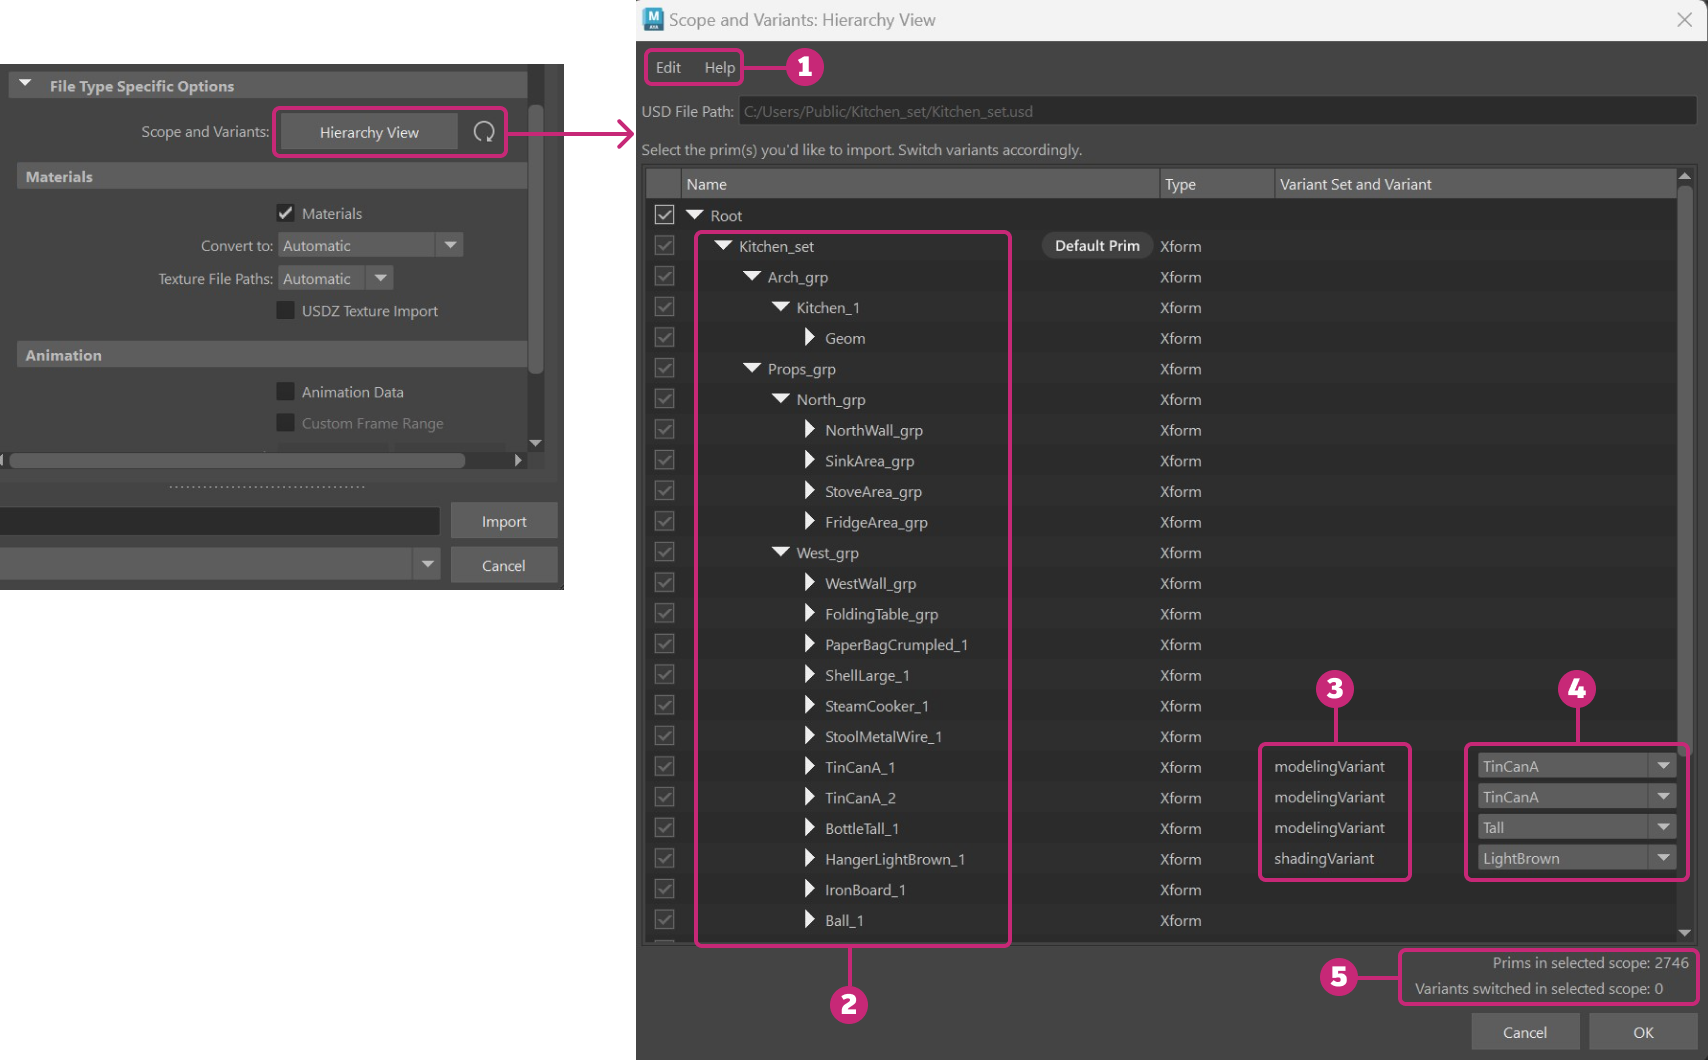 File Type Specific Options
Scope and Variants:
Hierarchy View
Materials
Materials
Convert to:
Automatic
Texture File Paths:
Automatic
USDZ Texture Import
Animation
Animation Data
Custom Frame Range
Import
Cancel
M
Scope and Variants: Hierarchy View
Edit Help
1
USD File Path: C:/Users/Public/Kitchen_set/Kitchen_set.usd
Select the prim(s) you'd like to import. Switch variants accordingly.
Name Type Variant Set and Variant
Root
Kitchen_set Default Prim Xform
Arch_grp Xform
Kitchen_1 Xform
Geom Xform
Props_grp Xform
North_grp Xform
NorthWall_grp Xform
SinkArea_grp Xform
StoveArea_grp Xform
FridgeArea_grp Xform
West_grp Xform
WestWall_grp Xform
FoldingTable_grp Xform
PaperBagCrumpled_1 Xform
ShellLarge_1 Xform
3 4
SteamCooker_1 Xform
StoolMetalWire_1 Xform
TinCanA_1 Xform modelingVariant TinCanA
TinCanA_2 Xform modelingVariant TinCanA
BottleTall_1 Xform modelingVariant Tall
HangerLightBrown_1 Xform shadingVariant LightBrown
IronBoard_1 Xform
Ball_1 Xform
2
5
Prims in selected scope: 2746
Variants switched in selected scope: 0
Cancel OK